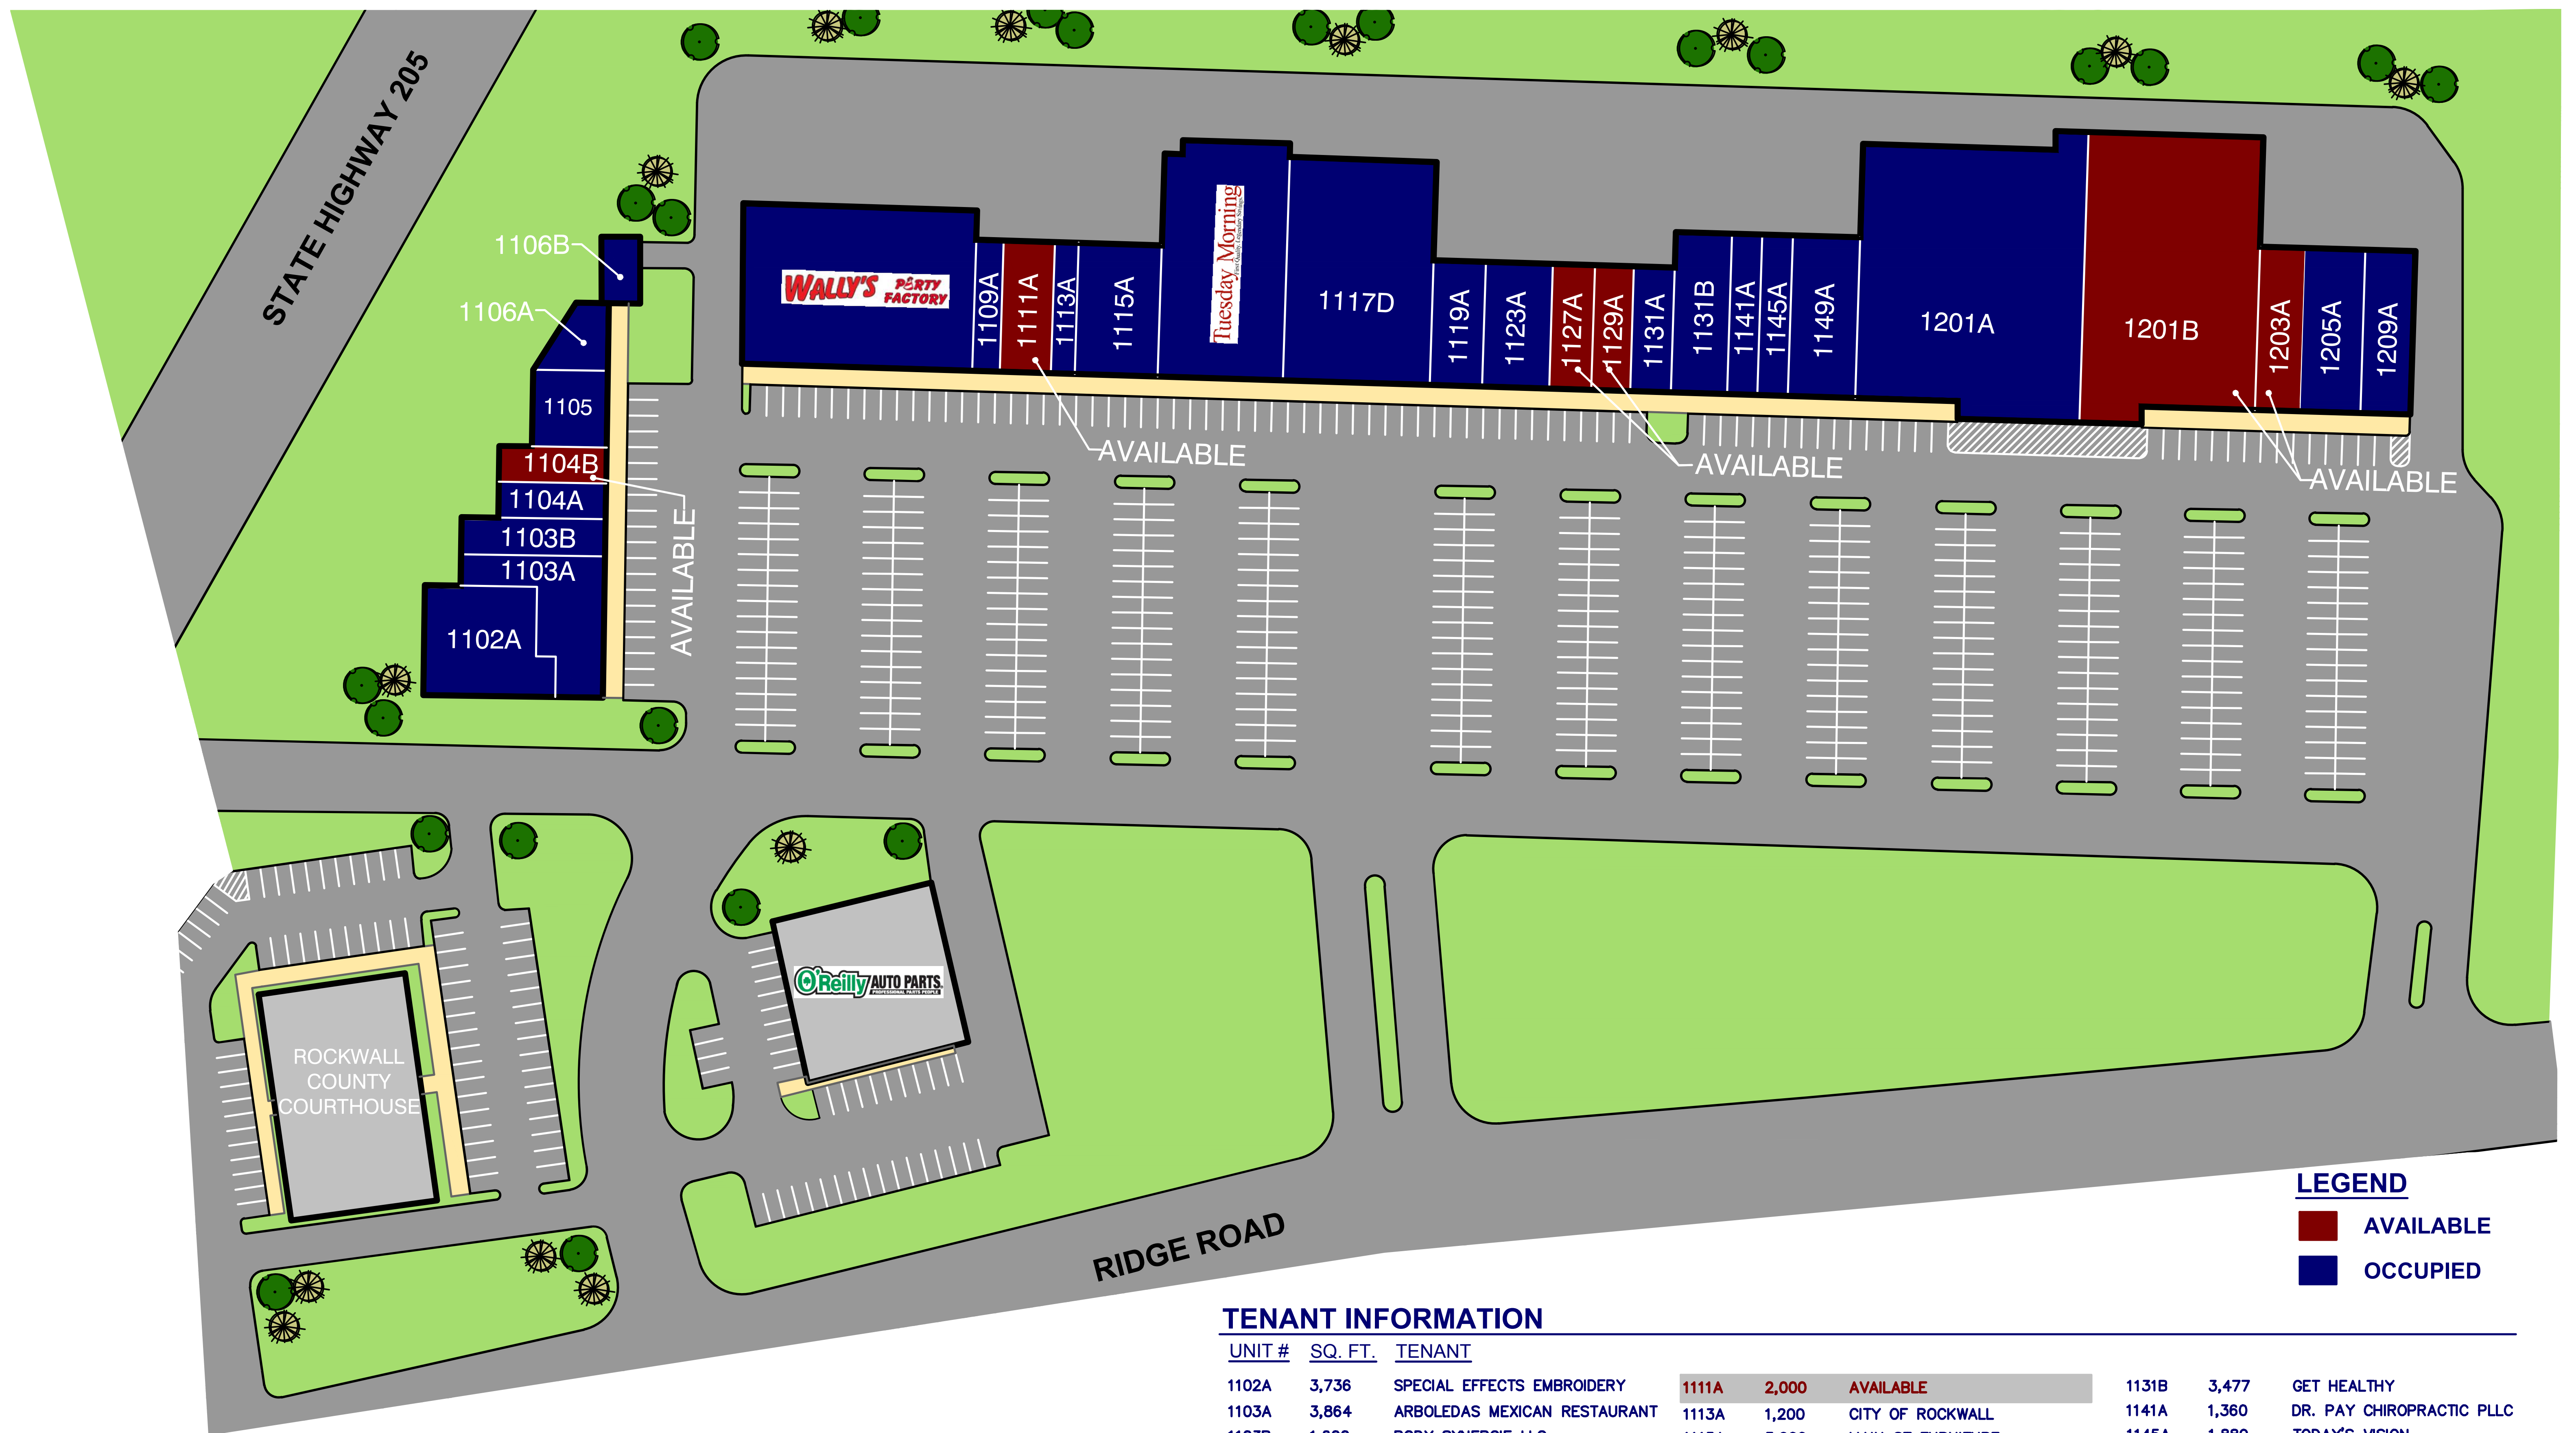 STATE HIGHWAY 205
1106B
1106A
1105
1104B
1104A
1103B
1103A
1102A
AVAILABLE
WALLY'S PARTY FACTORY
1109A
1111A
1113A
1115A
Tuesday Morning
1117D
1119A
1123A
1127A
1129A
1131A
1131B
1141A
1145A
1149A
1201A
1201B
1203A
1205A
1209A
AVAILABLE
AVAILABLE
AVAILABLE
ROCKWALL
COUNTY
COURTHOUSE
O'Reilly AUTO PARTS
PROFESSIONAL PARTS PEOPLE
RIDGE ROAD
LEGEND
AVAILABLE
OCCUPIED
TENANT INFORMATION
UNIT # SQ. FT. TENANT
1102A 3,736 SPECIAL EFFECTS EMBROIDERY
1103A 3,864 ARBOLEDAS MEXICAN RESTAURANT
1111A 2,000 AVAILABLE
1113A 1,200 CITY OF ROCKWALL
1131B 3,477 GET HEALTHY
1141A 1,360 DR. PAY CHIROPRACTIC PLLC